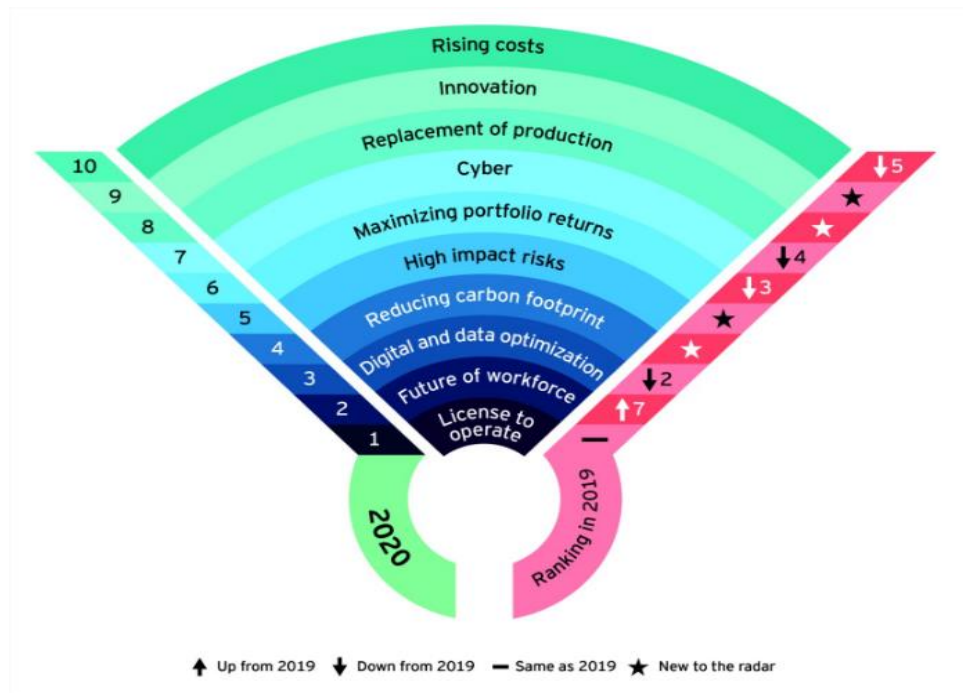 Rising costs
Innovation
Replacement of production
Cyber
Maximizing portfolio returns
High impact risks
Reducing carbon footprint
Digital and data optimization
Future of workforce
License to
operate
10
9
8
7
6
5
4
3
2
1
2020
5
4
3
2
7
Ranking in 2019
Up from 2019
Down from 2019
Same as 2019
New to the radar